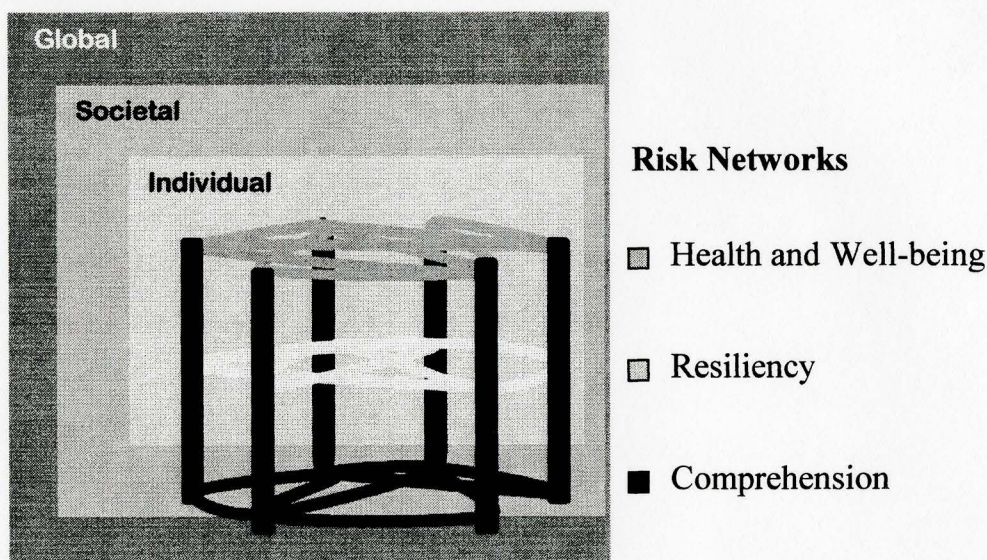 Global
Societal
Individual
Risk Networks
Health and Well-being
Resiliency
Comprehension